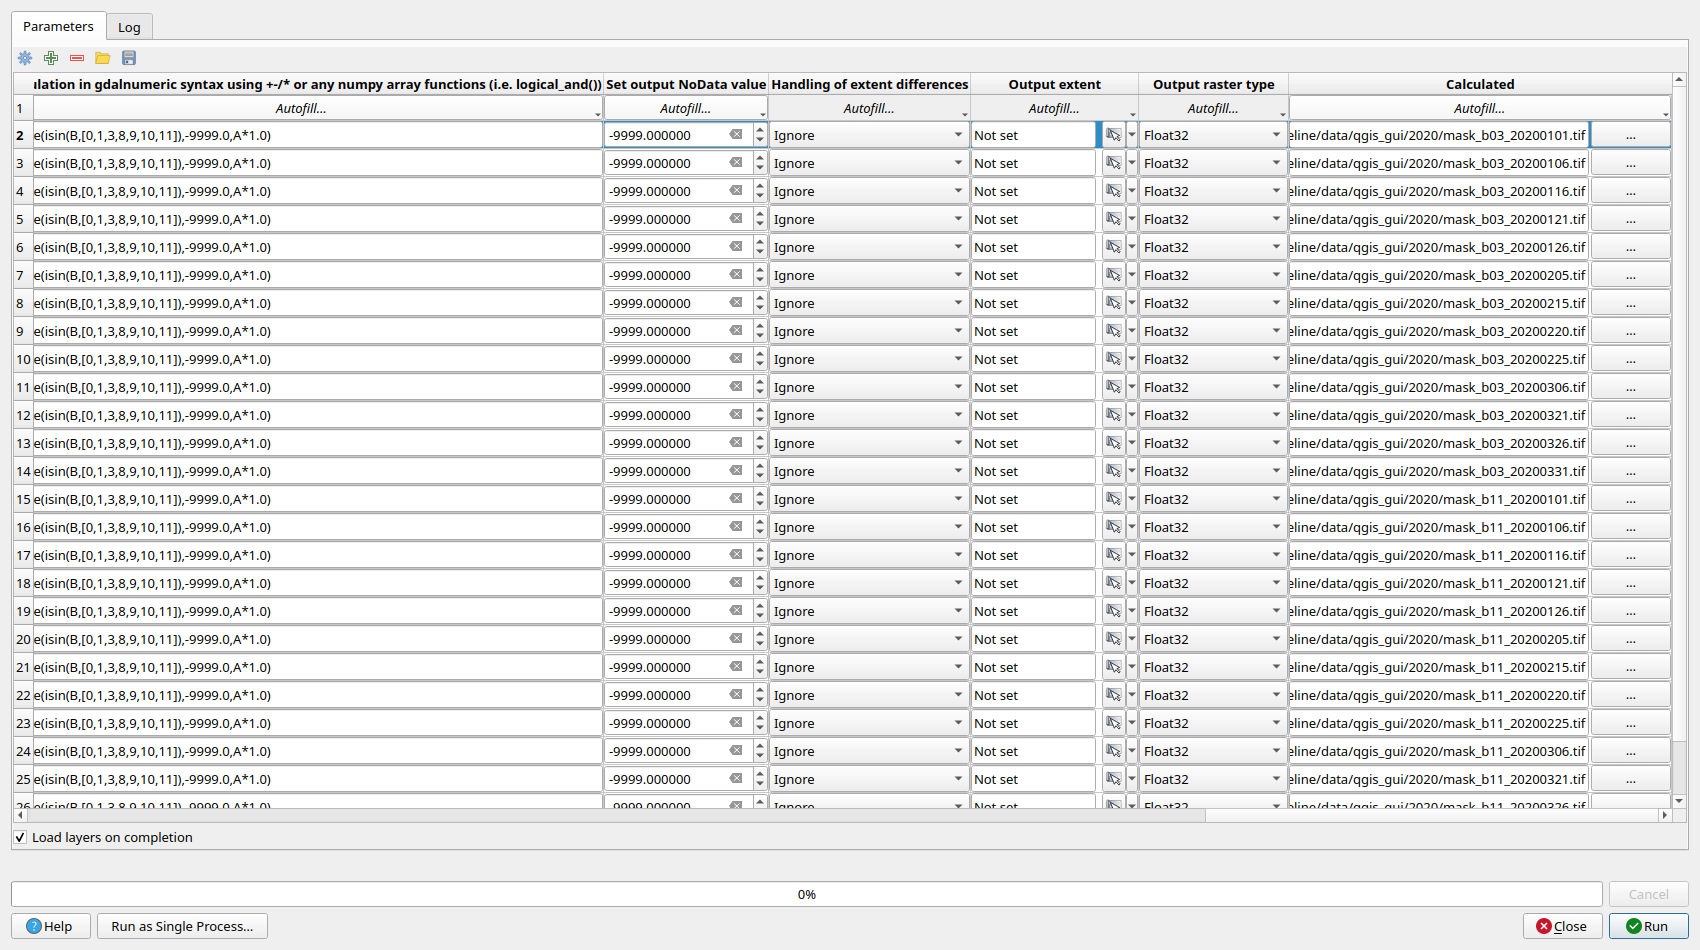 Parameters Log
ılation in gdalnumeric syntax using +-/* or any numpy array functions (i.e. logical_and()) Set output NoData value Handling of extent differences Output extent Output raster type Calculated
1 Autofill... Autofill... Autofill... Autofill... Autofill... Autofill...
2 e(isin(B,[0,1,3,8,9,10,11]),-9999.0,A*1.0) -9999.000000 Ignore Not set Float32 eline/data/qgis_gui/2020/mask_b03_20200101.tif ...
3 e(isin(B,[0,1,3,8,9,10,11]),-9999.0,A*1.0) -9999.000000 Ignore Not set Float32 eline/data/qgis_gui/2020/mask_b03_20200106.tif ...
4 e(isin(B,[0,1,3,8,9,10,11]),-9999.0,A*1.0) -9999.000000 Ignore Not set Float32 eline/data/qgis_gui/2020/mask_b03_20200116.tif ...
5 e(isin(B,[0,1,3,8,9,10,11]),-9999.0,A*1.0) -9999.000000 Ignore Not set Float32 eline/data/qgis_gui/2020/mask_b03_20200121.tif ...
6 e(isin(B,[0,1,3,8,9,10,11]),-9999.0,A*1.0) -9999.000000 Ignore Not set Float32 eline/data/qgis_gui/2020/mask_b03_20200126.tif ...
7 e(isin(B,[0,1,3,8,9,10,11]),-9999.0,A*1.0) -9999.000000 Ignore Not set Float32 eline/data/qgis_gui/2020/mask_b03_20200205.tif ...
8 e(isin(B,[0,1,3,8,9,10,11]),-9999.0,A*1.0) -9999.000000 Ignore Not set Float32 eline/data/qgis_gui/2020/mask_b03_20200215.tif ...
9 e(isin(B,[0,1,3,8,9,10,11]),-9999.0,A*1.0) -9999.000000 Ignore Not set Float32 eline/data/qgis_gui/2020/mask_b03_20200220.tif ...
10 e(isin(B,[0,1,3,8,9,10,11]),-9999.0,A*1.0) -9999.000000 Ignore Not set Float32 eline/data/qgis_gui/2020/mask_b03_20200225.tif ...
11 e(isin(B,[0,1,3,8,9,10,11]),-9999.0,A*1.0) -9999.000000 Ignore Not set Float32 eline/data/qgis_gui/2020/mask_b03_20200306.tif ...
12 e(isin(B,[0,1,3,8,9,10,11]),-9999.0,A*1.0) -9999.000000 Ignore Not set Float32 eline/data/qgis_gui/2020/mask_b03_20200321.tif ...
13 e(isin(B,[0,1,3,8,9,10,11]),-9999.0,A*1.0) -9999.000000 Ignore Not set Float32 eline/data/qgis_gui/2020/mask_b03_20200326.tif ...
14 e(isin(B,[0,1,3,8,9,10,11]),-9999.0,A*1.0) -9999.000000 Ignore Not set Float32 eline/data/qgis_gui/2020/mask_b03_20200331.tif ...
15 e(isin(B,[0,1,3,8,9,10,11]),-9999.0,A*1.0) -9999.000000 Ignore Not set Float32 eline/data/qgis_gui/2020/mask_b11_20200101.tif ...
16 e(isin(B,[0,1,3,8,9,10,11]),-9999.0,A*1.0) -9999.000000 Ignore Not set Float32 eline/data/qgis_gui/2020/mask_b11_20200106.tif ...
17 e(isin(B,[0,1,3,8,9,10,11]),-9999.0,A*1.0) -9999.000000 Ignore Not set Float32 eline/data/qgis_gui/2020/mask_b11_20200116.tif ...
18 e(isin(B,[0,1,3,8,9,10,11]),-9999.0,A*1.0) -9999.000000 Ignore Not set Float32 eline/data/qgis_gui/2020/mask_b11_20200121.tif ...
19 e(isin(B,[0,1,3,8,9,10,11]),-9999.0,A*1.0) -9999.000000 Ignore Not set Float32 eline/data/qgis_gui/2020/mask_b11_20200126.tif ...
20 e(isin(B,[0,1,3,8,9,10,11]),-9999.0,A*1.0) -9999.000000 Ignore Not set Float32 eline/data/qgis_gui/2020/mask_b11_20200205.tif ...
21 e(isin(B,[0,1,3,8,9,10,11]),-9999.0,A*1.0) -9999.000000 Ignore Not set Float32 eline/data/qgis_gui/2020/mask_b11_20200215.tif ...
22 e(isin(B,[0,1,3,8,9,10,11]),-9999.0,A*1.0) -9999.000000 Ignore Not set Float32 eline/data/qgis_gui/2020/mask_b11_20200220.tif ...
23 e(isin(B,[0,1,3,8,9,10,11]),-9999.0,A*1.0) -9999.000000 Ignore Not set Float32 eline/data/qgis_gui/2020/mask_b11_20200225.tif ...
24 e(isin(B,[0,1,3,8,9,10,11]),-9999.0,A*1.0) -9999.000000 Ignore Not set Float32 eline/data/qgis_gui/2020/mask_b11_20200306.tif ...
25 e(isin(B,[0,1,3,8,9,10,11]),-9999.0,A*1.0) -9999.000000 Ignore Not set Float32 eline/data/qgis_gui/2020/mask_b11_20200321.tif ...
26 e(isin(B,[0,1,3,8,9,10,11]),-9999.0,A*1.0) -9999.000000 Ignore Not set Float32 eline/data/qgis_gui/2020/mask_b11_20200326.tif
Load layers on completion
0% Cancel
Help Run as Single Process... Close Run